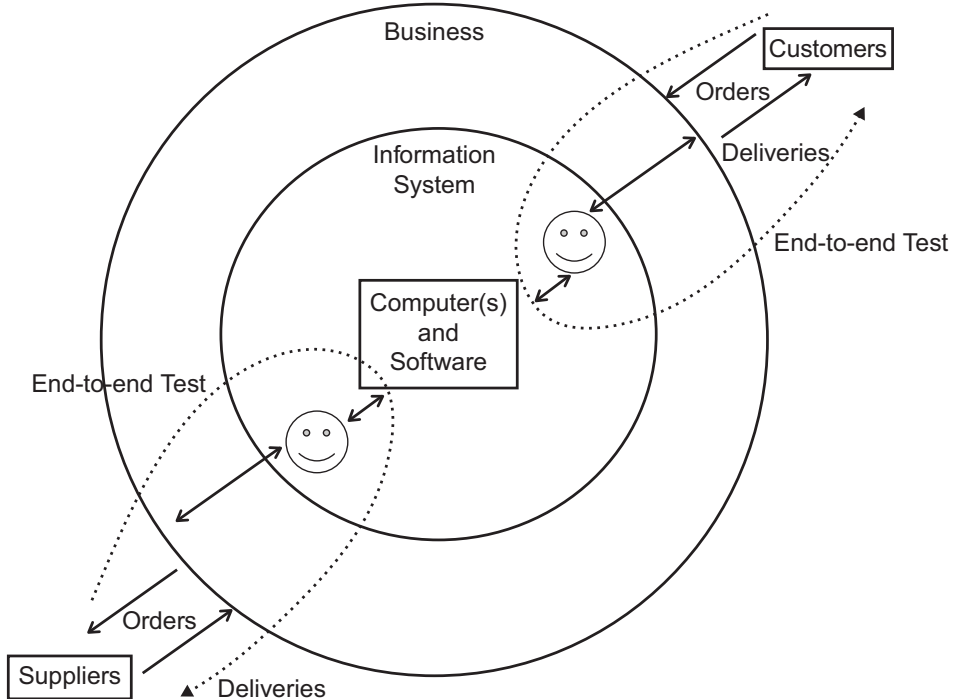 Business
Customers
Orders
Information
System
Deliveries
End-to-end Test
Computer(s)
and
Software
End-to-end Test
Orders
Suppliers
Deliveries